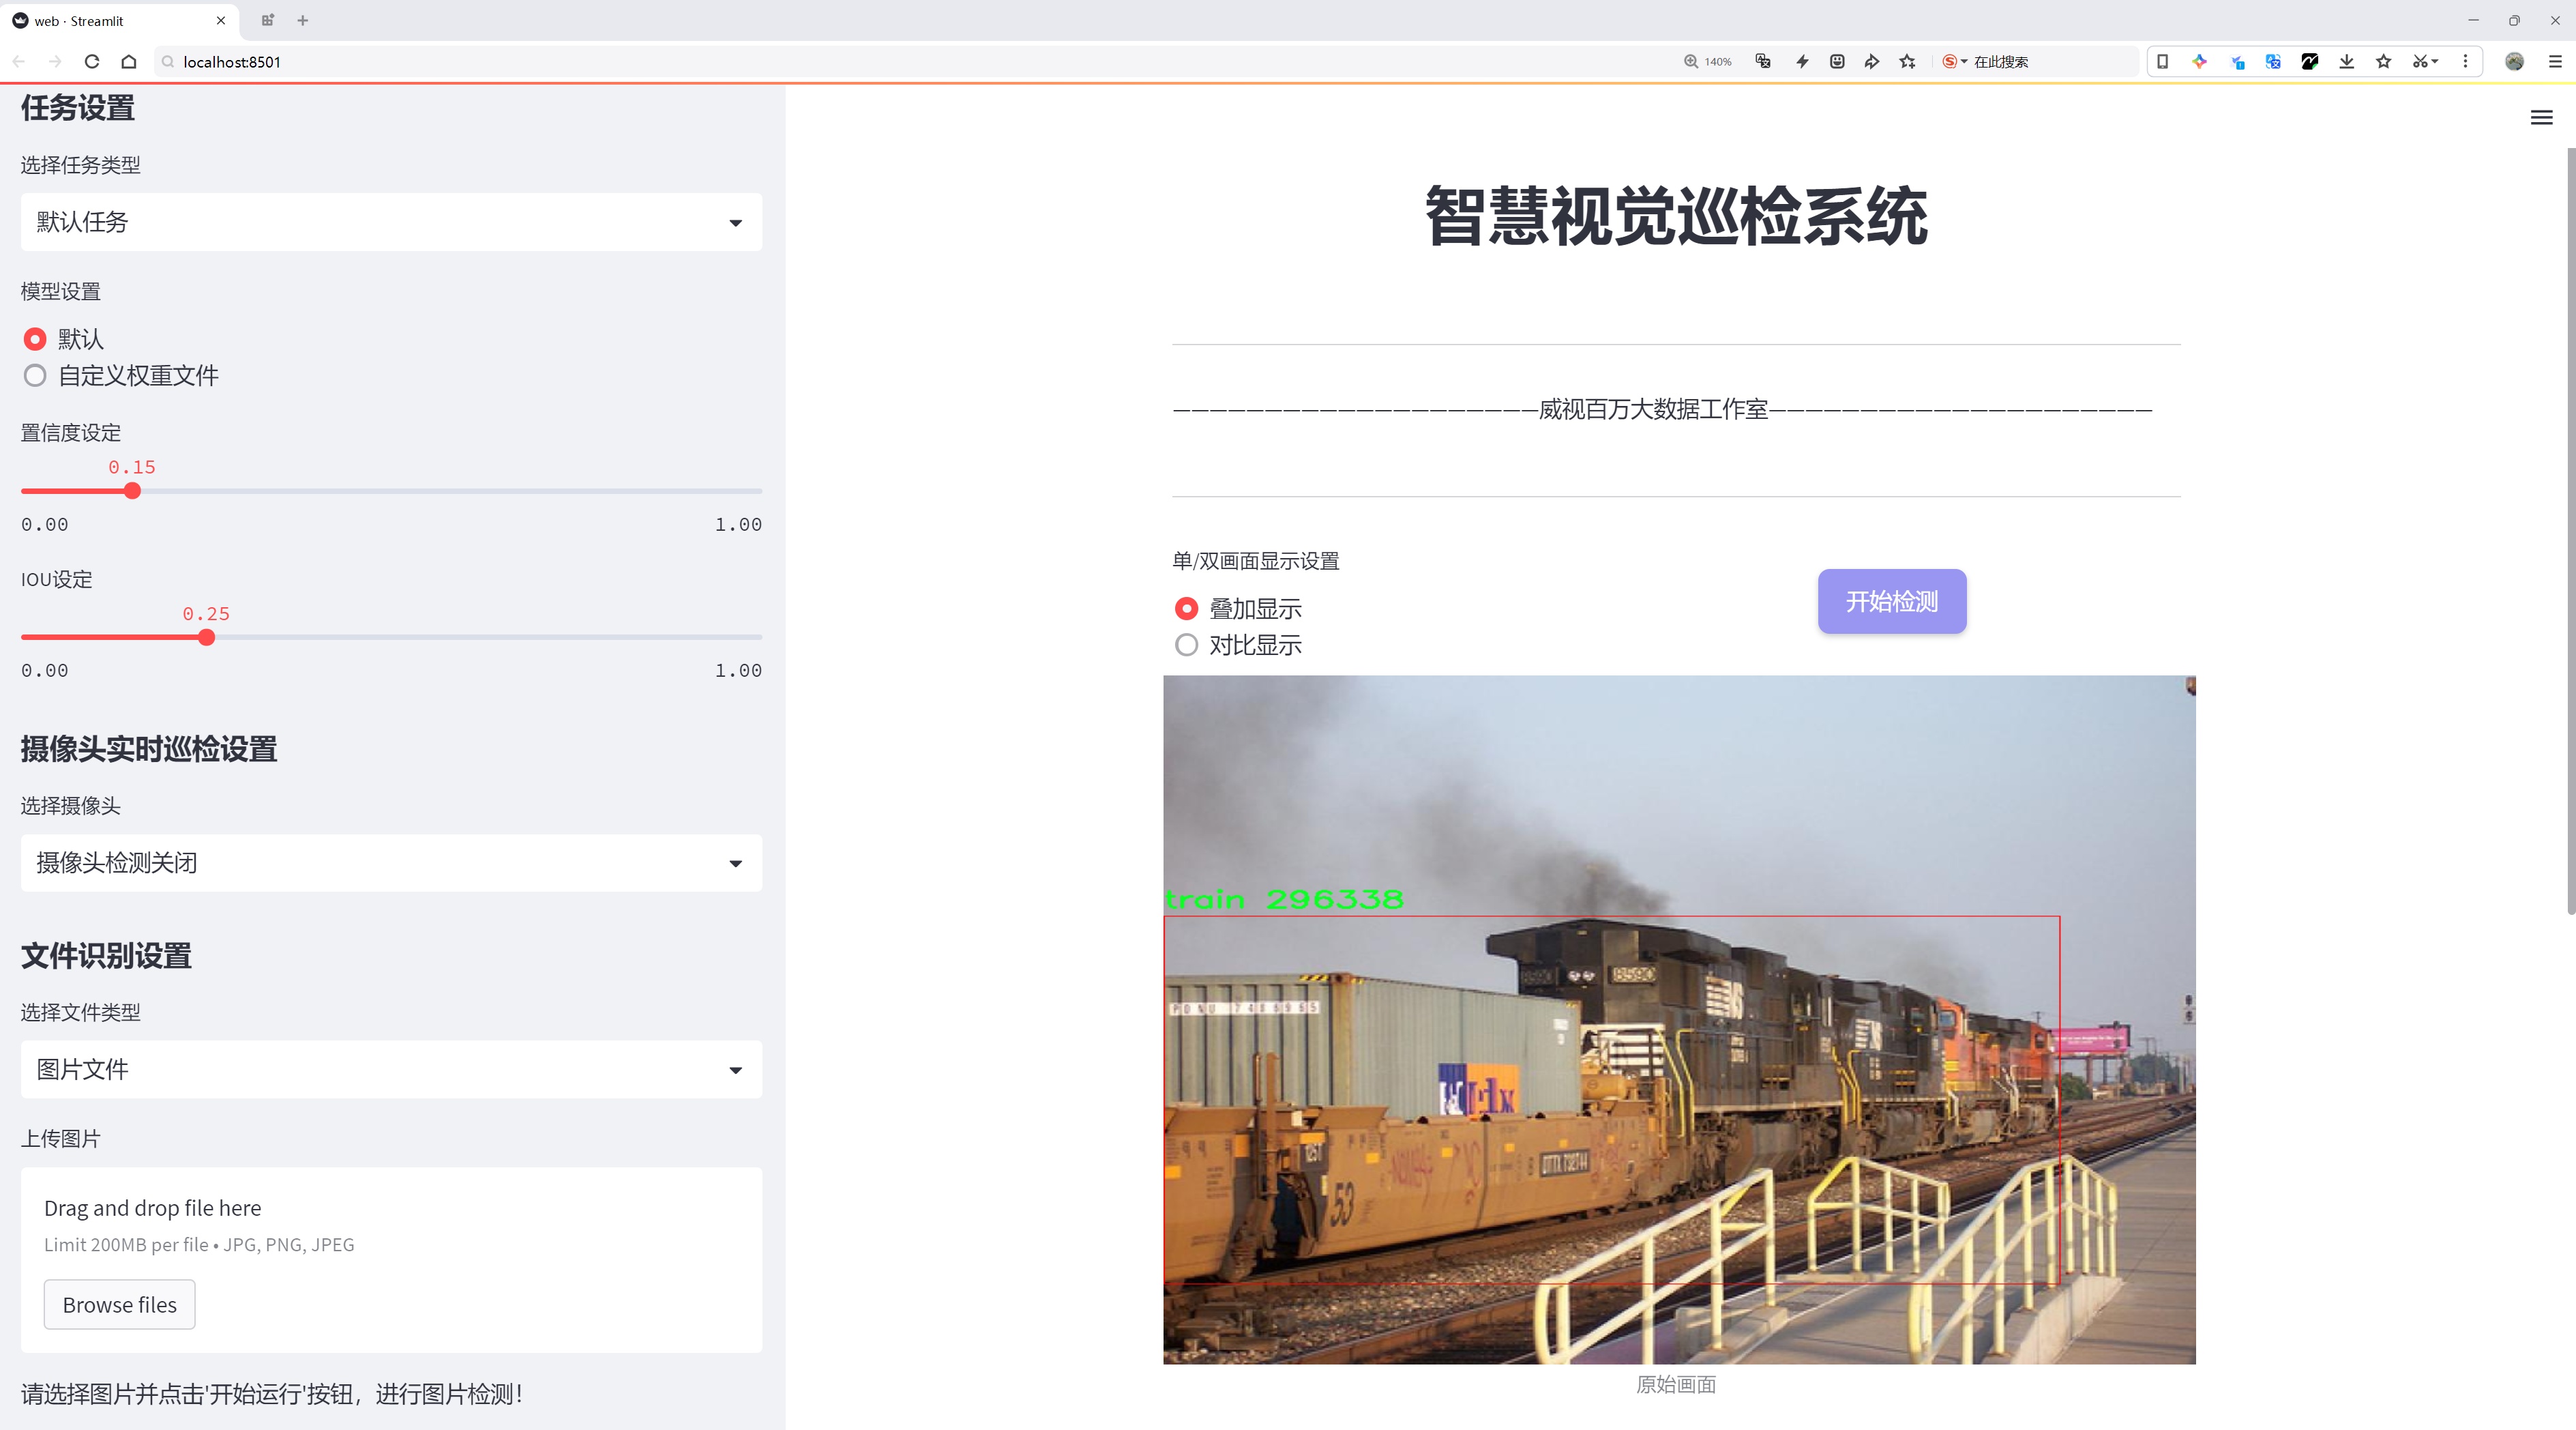 web · Streamlit
localhost:8501
140%
在此搜索
任务设置
选择任务类型
默认任务
模型设置
默认
自定义权重文件
置信度设定
0.15
0.00 1.00
IOU设定
0.25
0.00 1.00
摄像头实时巡检设置
选择摄像头
摄像头检测关闭
文件识别设置
选择文件类型
图片文件
上传图片
Drag and drop file here
Limit 200MB per file • JPG, PNG, JPEG
Browse files
请选择图片并点击'开始运行'按钮，进行图片检测！
智慧视觉巡检系统
————————————————————威视百万大数据工作室—————————————————————
单/双画面显示设置
叠加显示
对比显示
开始检测
train 296338
8590
NS
53
原始画面